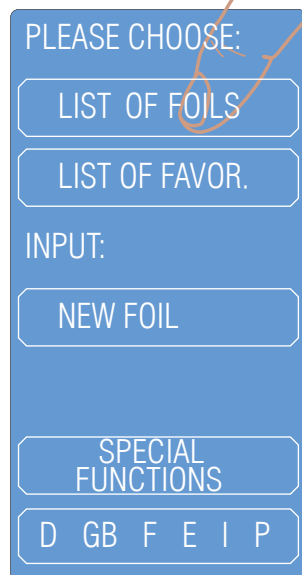 PLEASE CHOOSE:
LIST OF FOILS
LIST OF FAVOR.
INPUT:
NEW FOIL
SPECIAL
FUNCTIONS
D GB F E I P